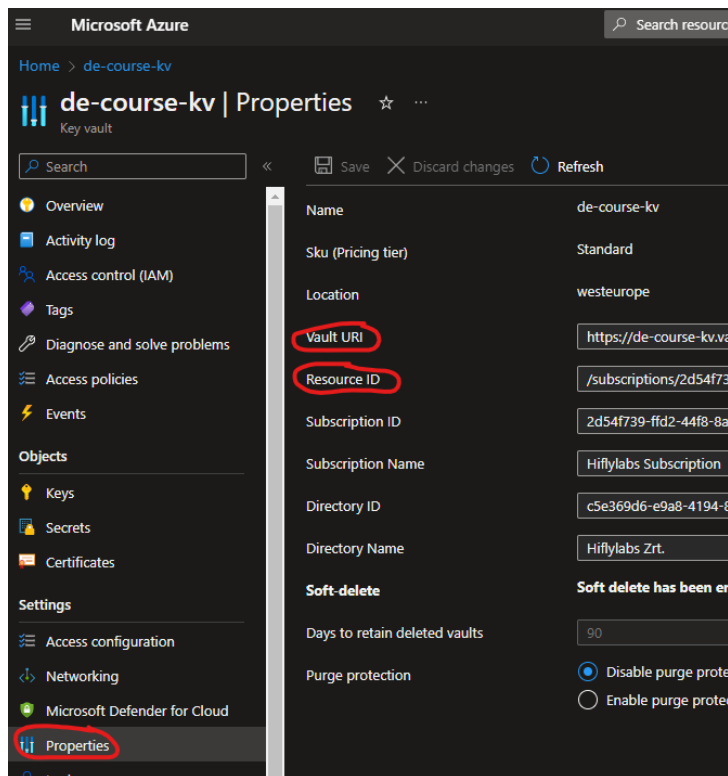 Microsoft Azure
Search resourc
Home > de-course-kv
de-course-kv | Properties
Key vault
Search
Save
Discard changes
Refresh
Overview
Activity log
Access control (IAM)
Tags
Diagnose and solve problems
Access policies
Events
Objects
Keys
Secrets
Certificates
Settings
Access configuration
Networking
Microsoft Defender for Cloud
Properties
Name de-course-kv
Sku (Pricing tier) Standard
Location westeurope
Vault URI https://de-course-kv.va
Resource ID /subscriptions/2d54f73
Subscription ID 2d54f739-ffd2-44f8-8a
Subscription Name Hiflylabs Subscription
Directory ID c5e369d6-e9a8-4194-8
Directory Name Hiflylabs Zrt.
Soft-delete Soft delete has been en
Days to retain deleted vaults 90
Purge protection Disable purge prote
Enable purge protec